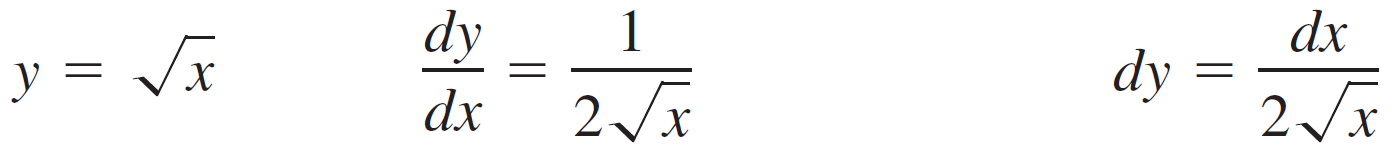 y = √x    dy/dx = 1/(2√x)    dy = dx/(2√x)